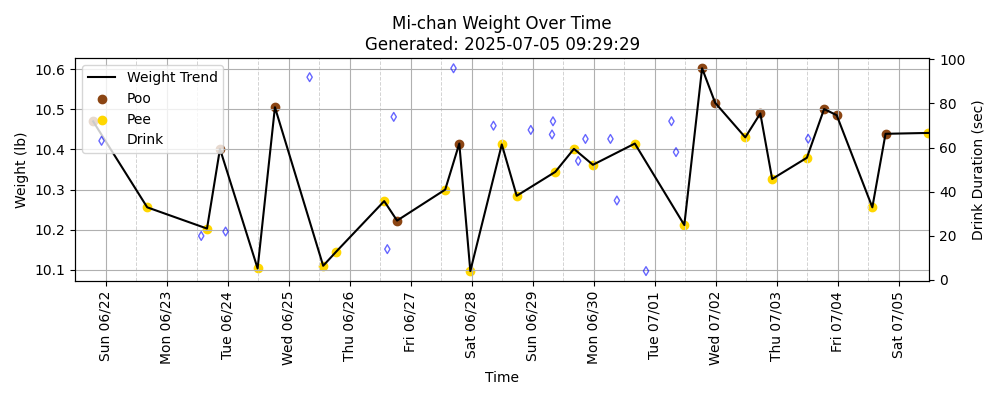 Mi-chan Weight Over Time
Generated: 2025-07-05 09:29:29
Weight Trend
Poo
Pee
Drink
Weight (lb)
10.6
10.5
10.4
10.3
10.2
10.1
Drink Duration (sec)
100
80
60
40
20
0
Sun 06/22
Mon 06/23
Tue 06/24
Wed 06/25
Thu 06/26
Fri 06/27
Sat 06/28
Sun 06/29
Mon 06/30
Tue 07/01
Wed 07/02
Thu 07/03
Fri 07/04
Sat 07/05
Time